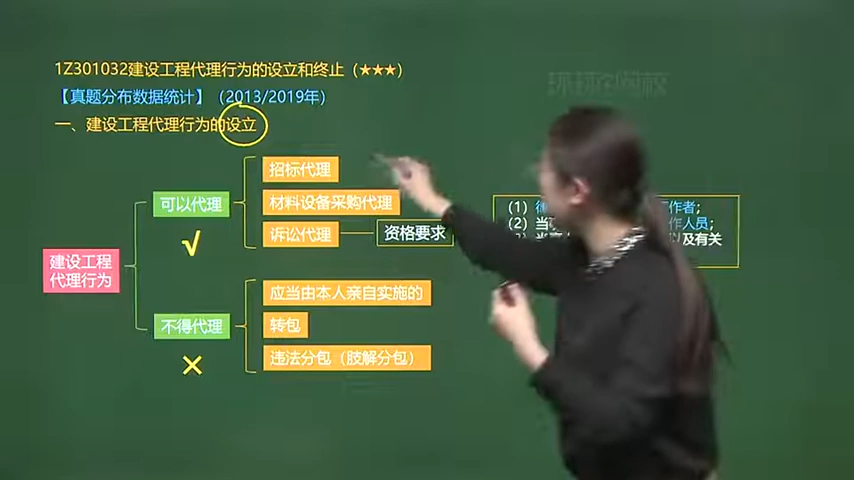 1Z301032建设工程代理行为的设立和终止（★★★）
【真题分布数据统计】（2013/2019年）
一、建设工程代理行为的设立
建设工程
代理行为
可以代理
√
招标代理
材料设备采购代理
诉讼代理
资格要求
(1)
作者；
(2) 当
作人员；
以及有关
不得代理
×
应当由本人亲自实施的
转包
违法分包（肢解分包）